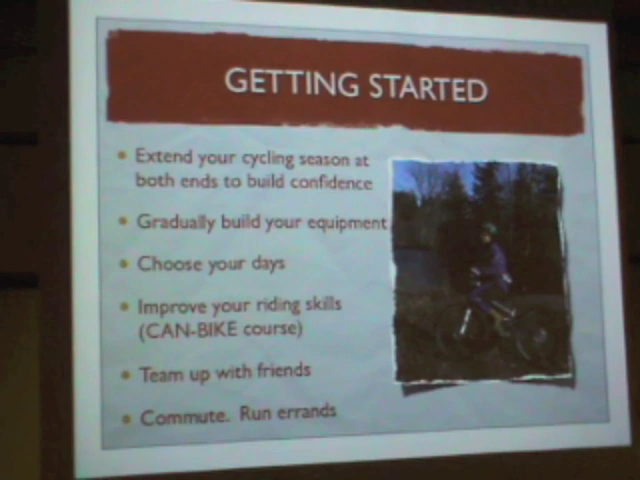 GETTING STARTED
Extend your cycling season at
both ends to build confidence
Gradually build your equipment
Choose your days
Improve your riding skills
(CAN-BIKE course)
Team up with friends
Commute. Run errands